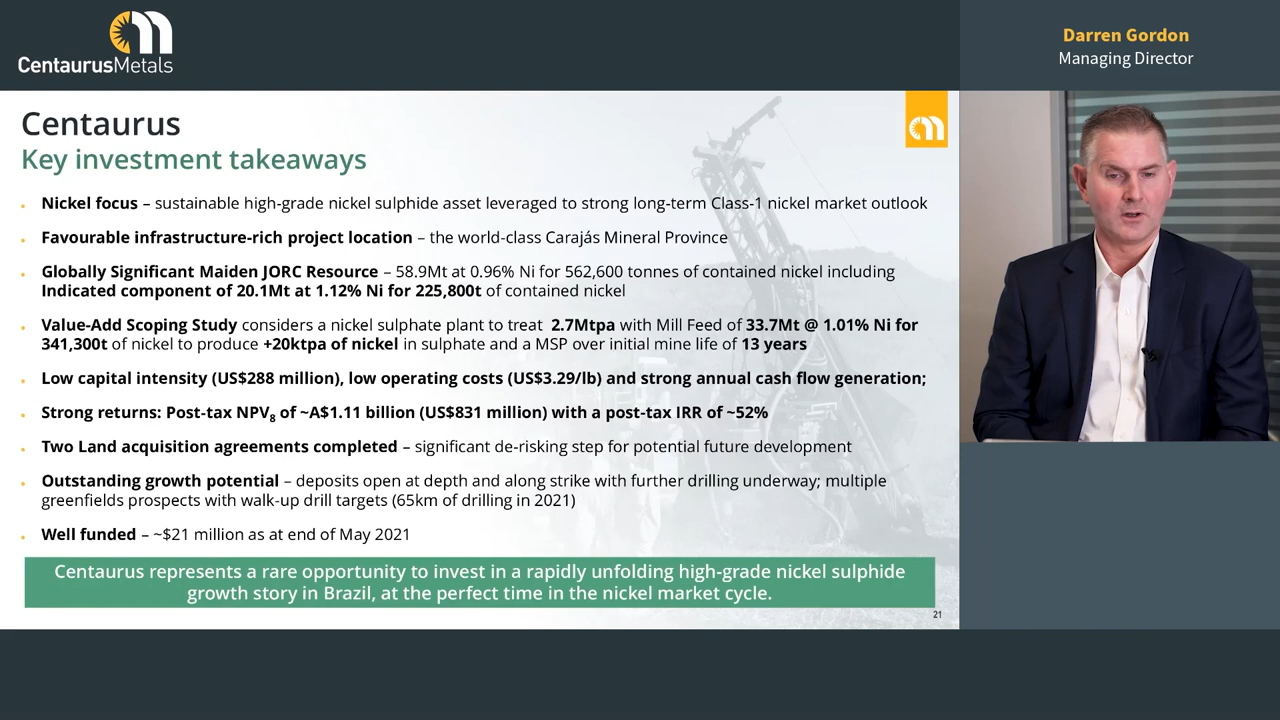 CentaurusMetals
Darren Gordon
Managing Director
Centaurus
Key investment takeaways
Nickel focus – sustainable high-grade nickel sulphide asset leveraged to strong long-term Class-1 nickel market outlook
Favourable infrastructure-rich project location – the world-class Carajás Mineral Province
Globally Significant Maiden JORC Resource – 58.9Mt at 0.96% Ni for 562,600 tonnes of contained nickel including
Indicated component of 20.1Mt at 1.12% Ni for 225,800t of contained nickel
Value-Add Scoping Study considers a nickel sulphate plant to treat 2.7Mtpa with Mill Feed of 33.7Mt @ 1.01% Ni for
341,300t of nickel to produce +20ktpa of nickel in sulphate and a MSP over initial mine life of 13 years
Low capital intensity (US$288 million), low operating costs (US$3.29/lb) and strong annual cash flow generation;
Strong returns: Post-tax NPV8 of ~A$1.11 billion (US$831 million) with a post-tax IRR of ~52%
Two Land acquisition agreements completed – significant de-risking step for potential future development
Outstanding growth potential – deposits open at depth and along strike with further drilling underway; multiple
greenfields prospects with walk-up drill targets (65km of drilling in 2021)
Well funded – ~$21 million as at end of May 2021
Centaurus represents a rare opportunity to invest in a rapidly unfolding high-grade nickel sulphide
growth story in Brazil, at the perfect time in the nickel market cycle.
21